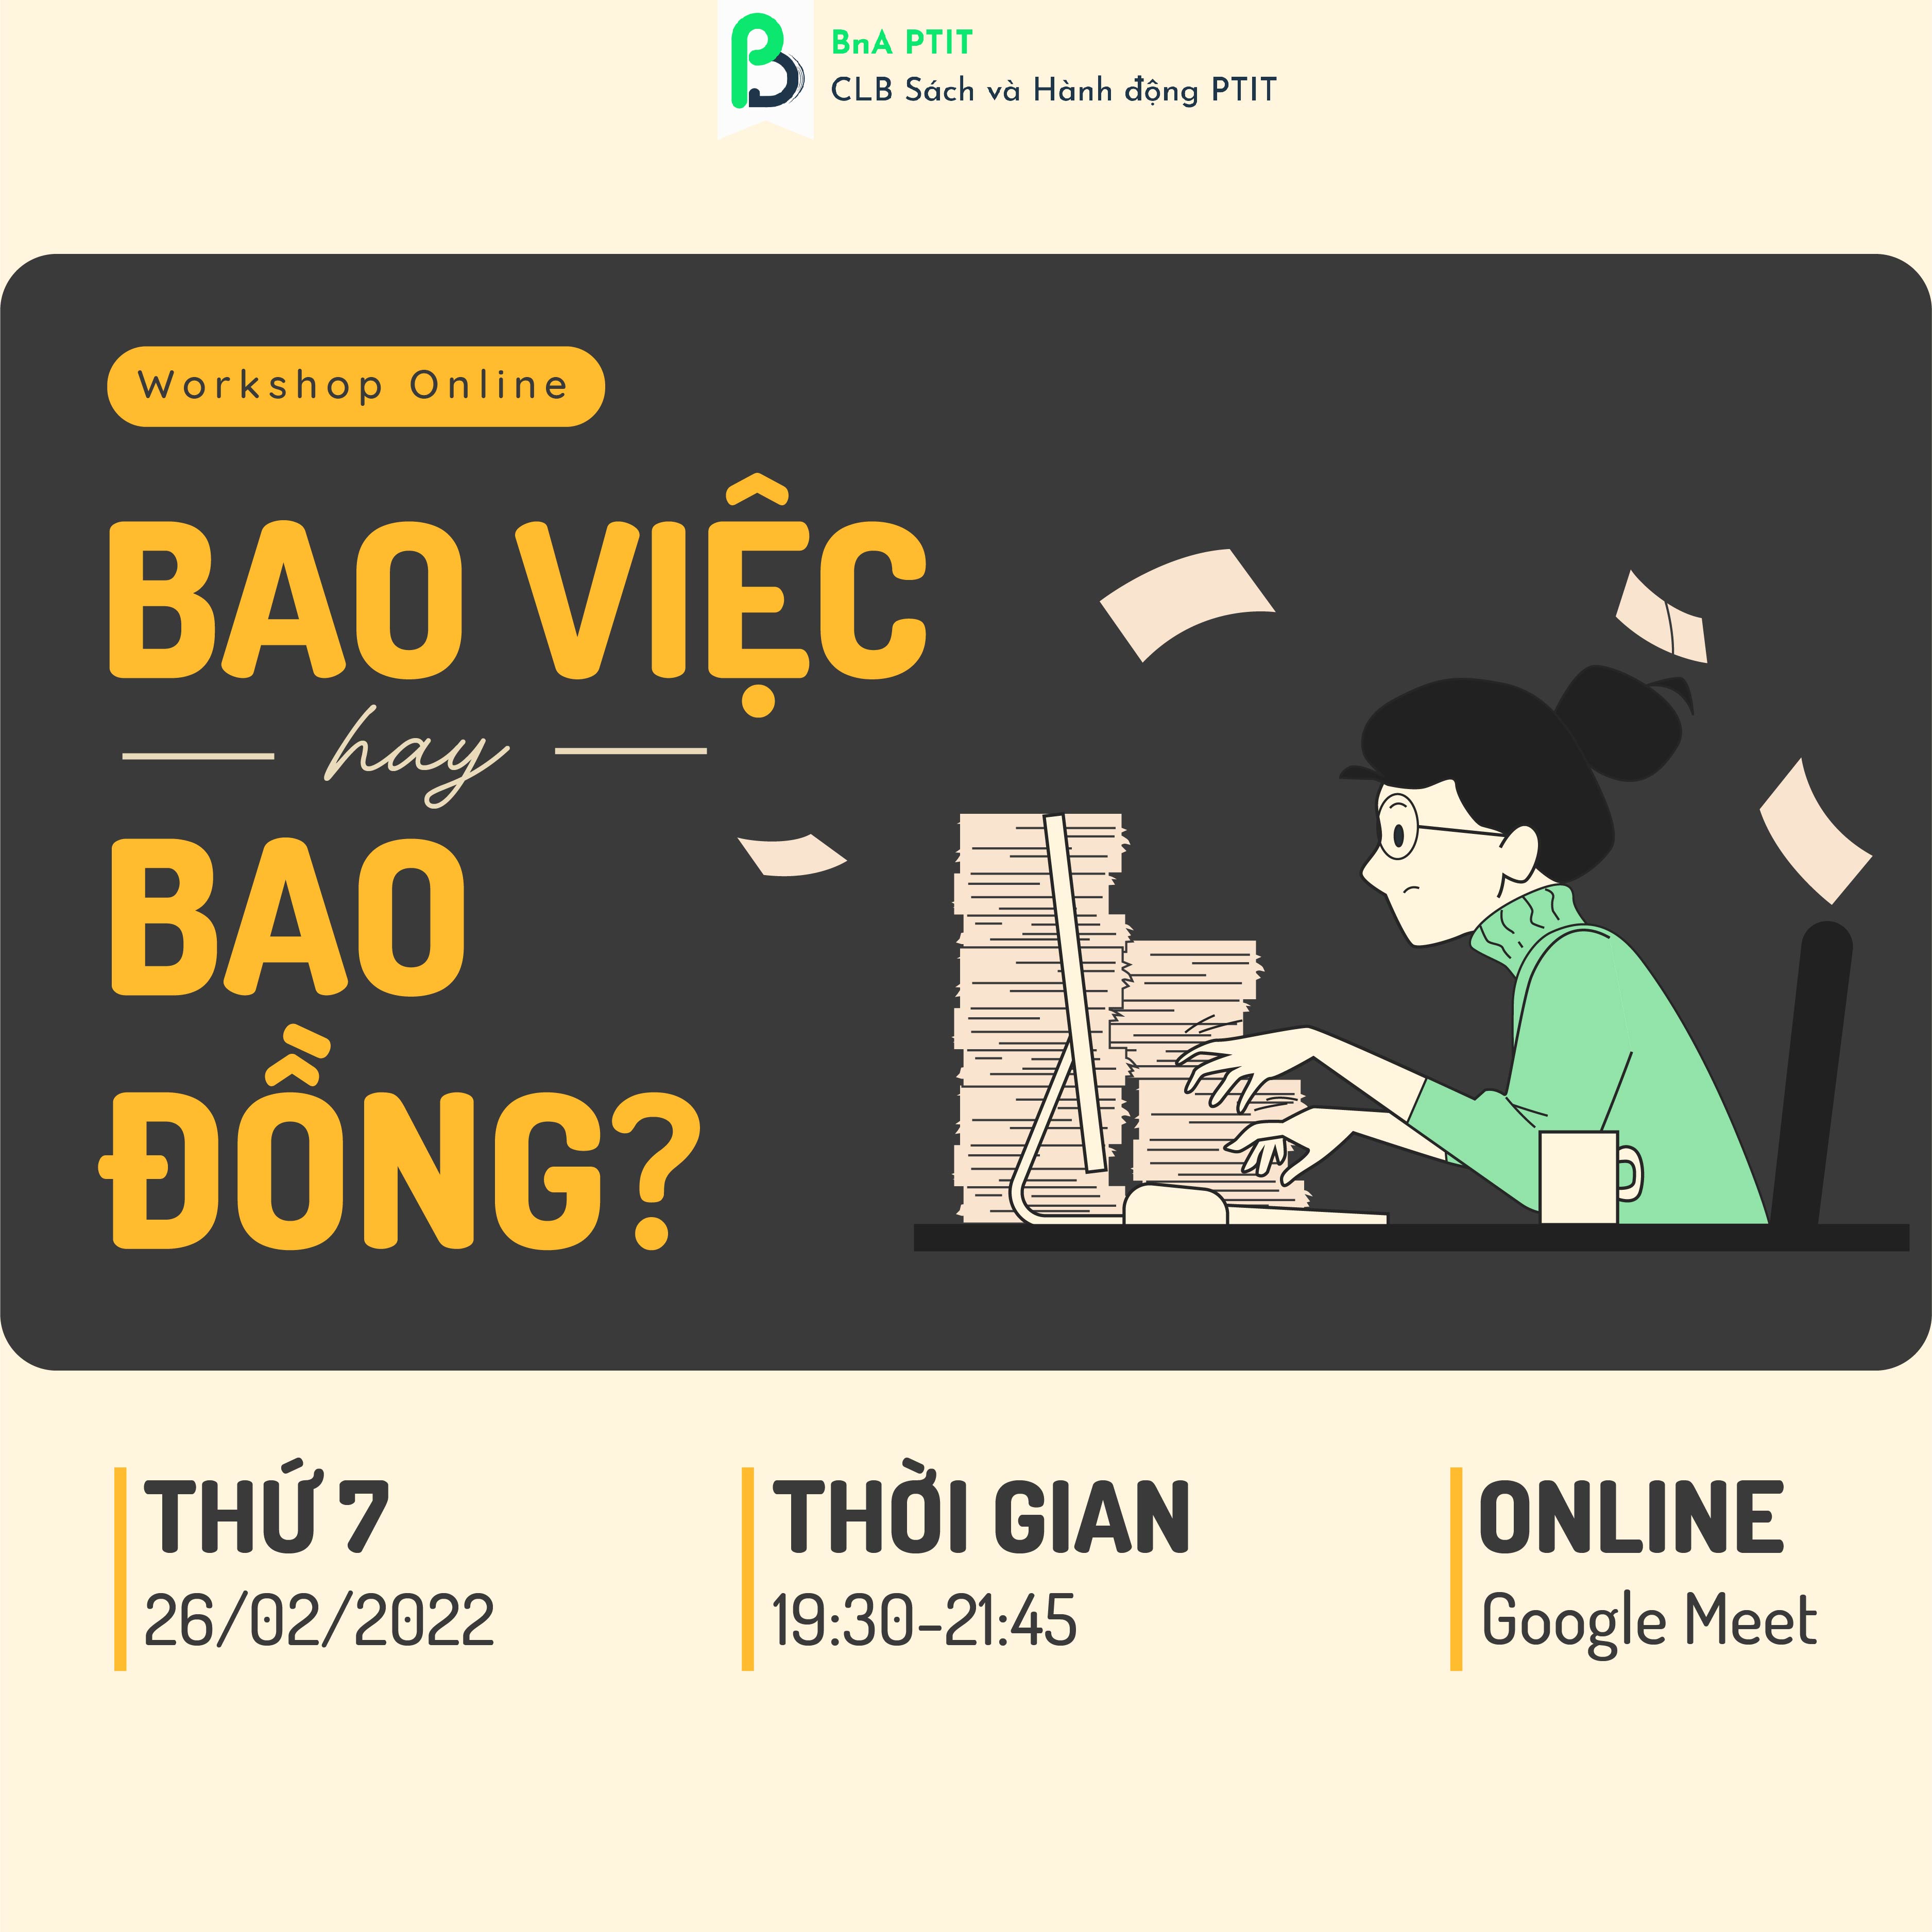 BnA PTIT
CLB Sách và Hành động PTIT
Workshop Online
BAO VIỆC
hay
BAO
ĐỒNG?
THỨ 7
26/02/2022
THỜI GIAN
19:30-21:45
ONLINE
Google Meet